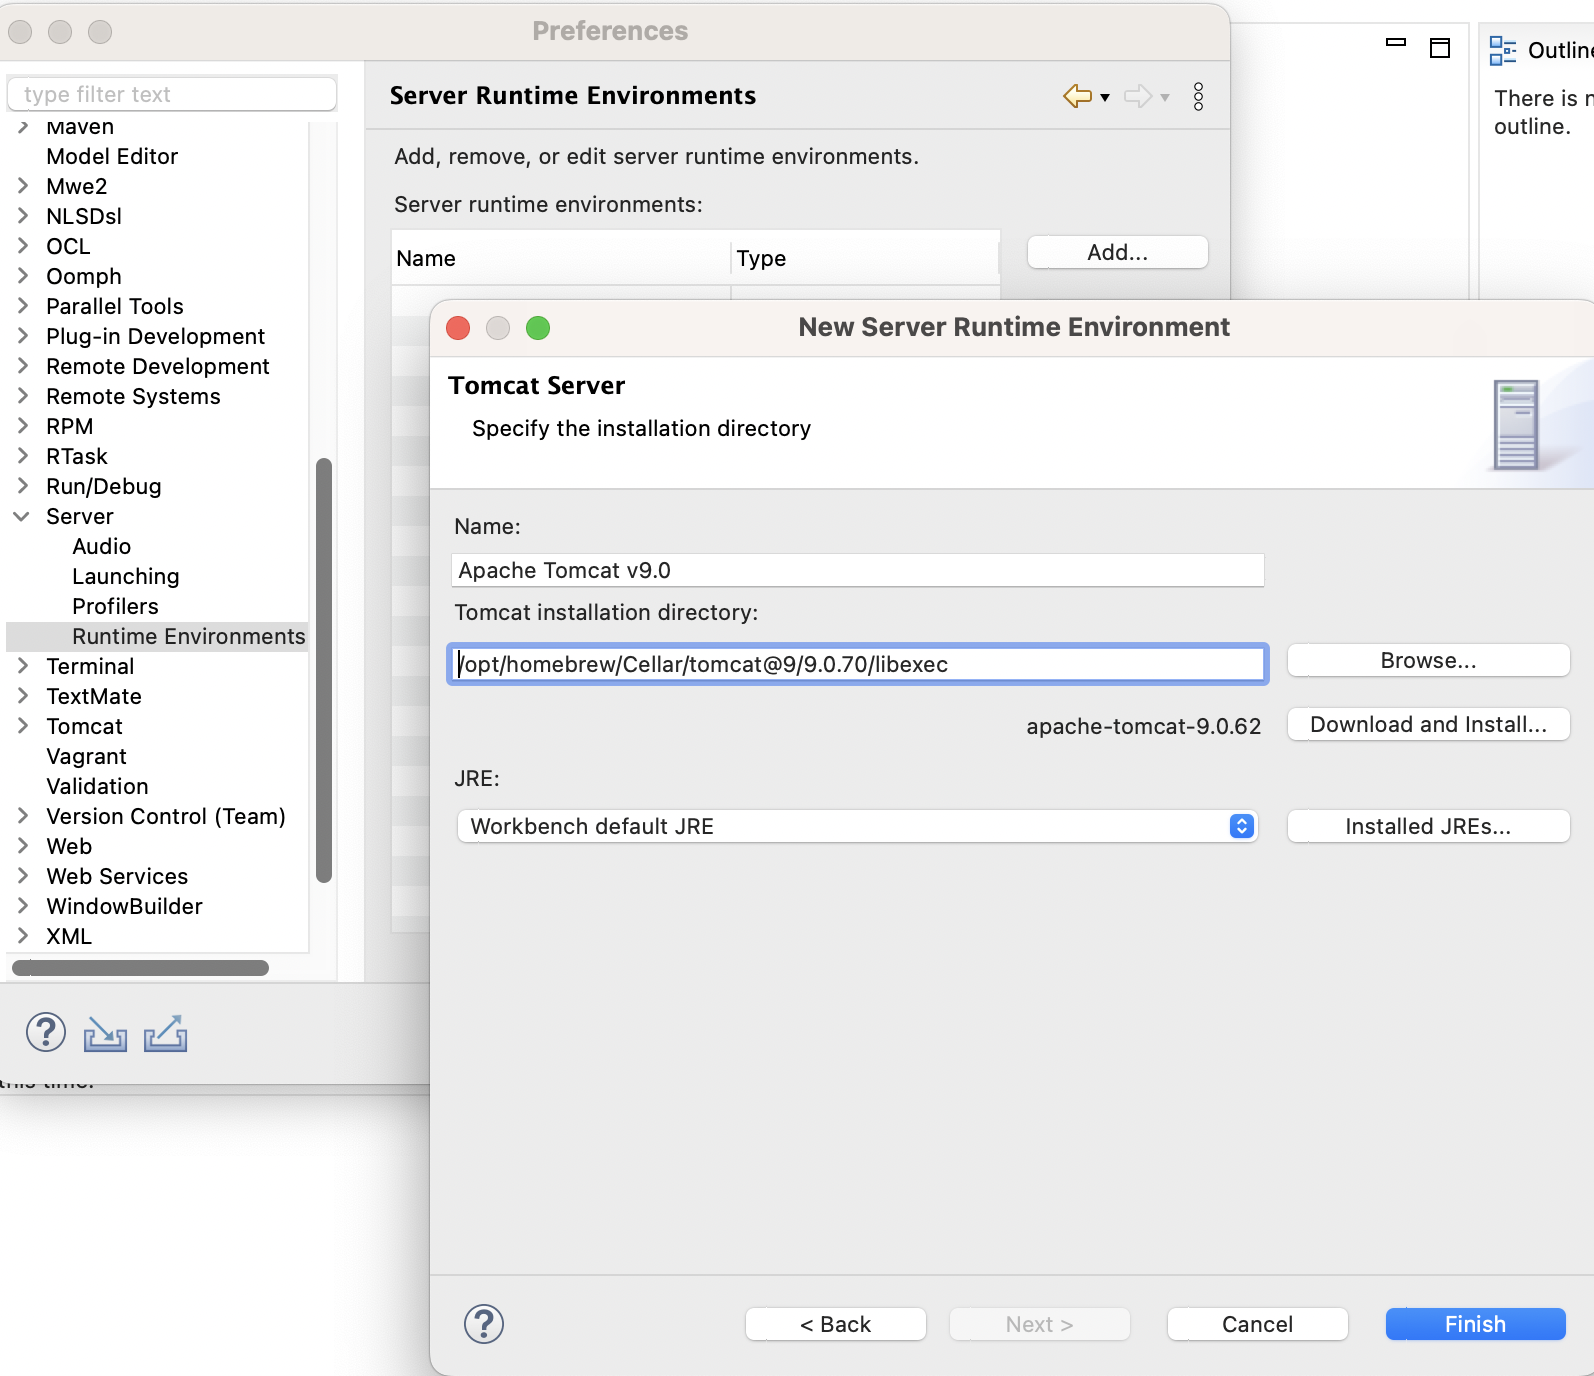 Preferences
type filter text
Maven
Model Editor
Mwe2
NLSDsl
OCL
Oomph
Parallel Tools
Plug-in Development
Remote Development
Remote Systems
RPM
RTask
Run/Debug
Server
Audio
Launching
Profilers
Runtime Environments
Terminal
TextMate
Tomcat
Vagrant
Validation
Version Control (Team)
Web
Web Services
WindowBuilder
XML
Server Runtime Environments
Add, remove, or edit server runtime environments.
Server runtime environments:
Name Type
Add...
Outline
There is n
outline.
New Server Runtime Environment
Tomcat Server
Specify the installation directory
Name:
Apache Tomcat v9.0
Tomcat installation directory:
/opt/homebrew/Cellar/tomcat@9/9.0.70/libexec
Browse...
apache-tomcat-9.0.62
Download and Install...
JRE:
Workbench default JRE
Installed JREs...
?
this time.
?
< Back
Next >
Cancel
Finish